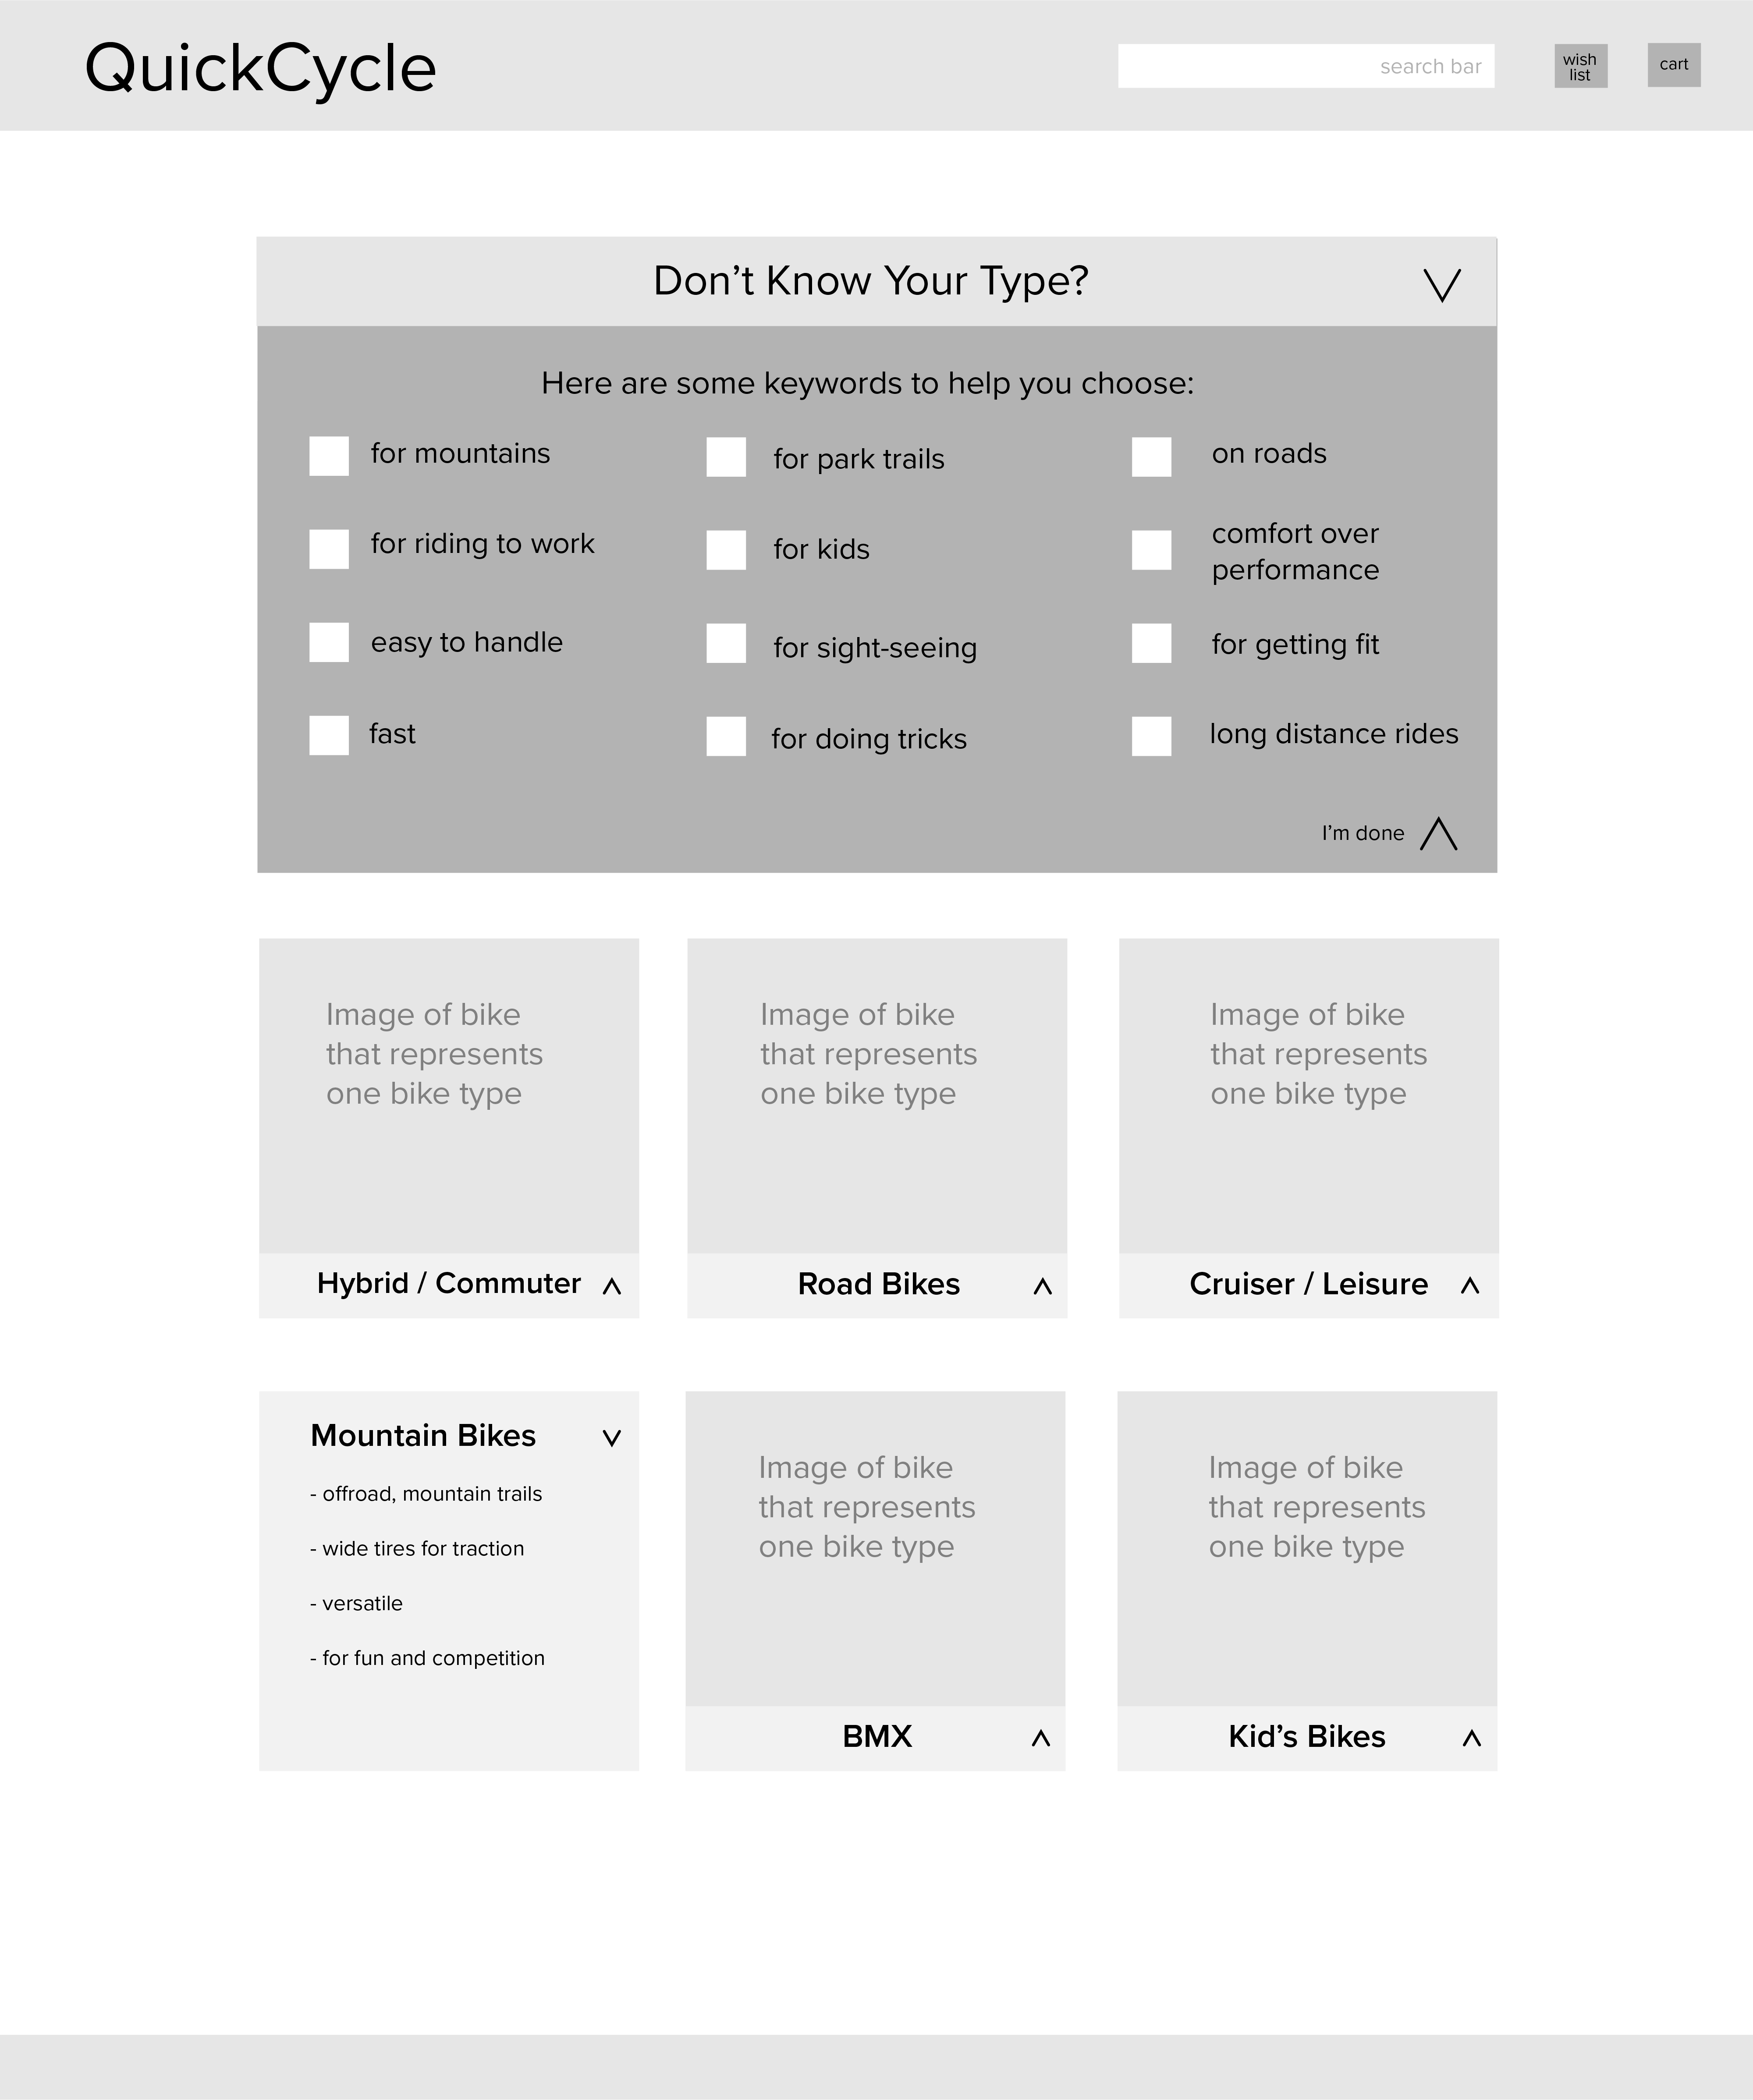 QuickCycle
search bar
wish
list
cart
Don’t Know Your Type?
Here are some keywords to help you choose:
for mountains
for park trails
on roads
for riding to work
for kids
comfort over
performance
easy to handle
for sight-seeing
for getting fit
fast
for doing tricks
long distance rides
I’m done
Image of bike
that represents
one bike type
Hybrid / Commuter
Image of bike
that represents
one bike type
Road Bikes
Image of bike
that represents
one bike type
Cruiser / Leisure
Mountain Bikes
- offroad, mountain trails
- wide tires for traction
- versatile
- for fun and competition
Image of bike
that represents
one bike type
BMX
Image of bike
that represents
one bike type
Kid’s Bikes